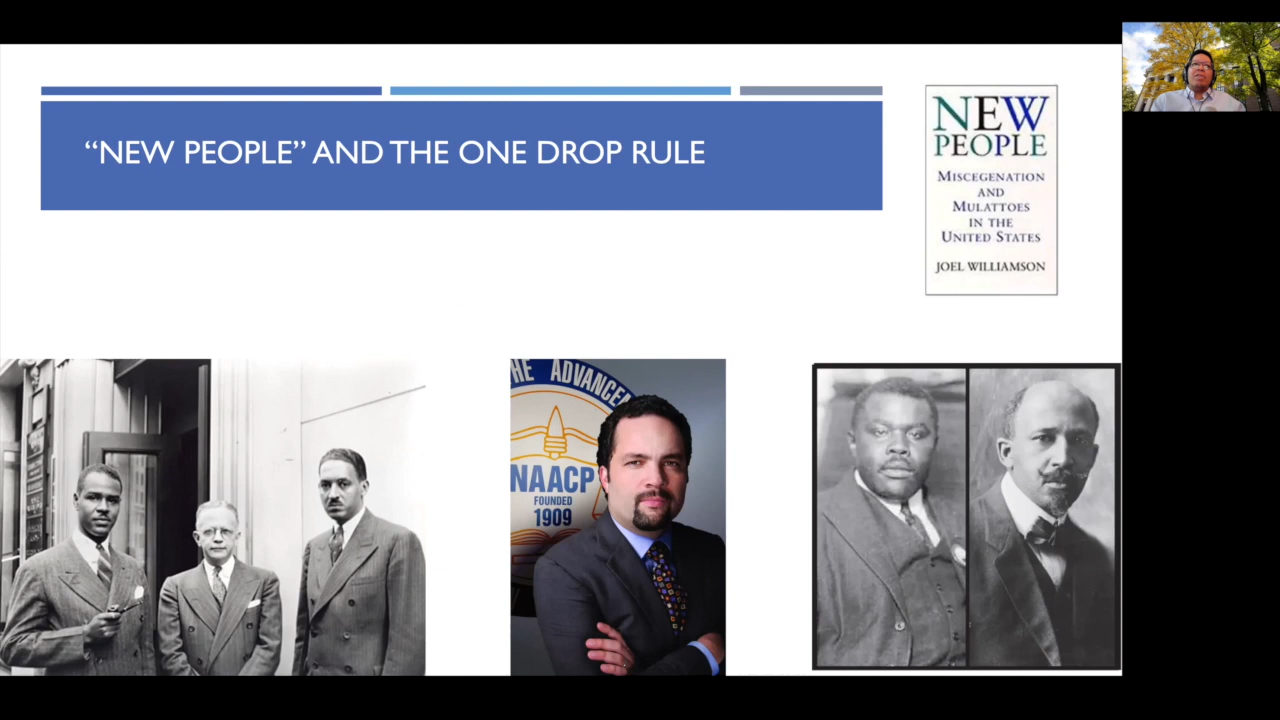 “NEW PEOPLE” AND THE ONE DROP RULE
NEW
PEOPLE
MISCEGENATION
AND
MULATTOES
IN THE
UNITED STATES
JOEL WILLIAMSON
HE ADVANCE
NAACP
FOUNDED
1909